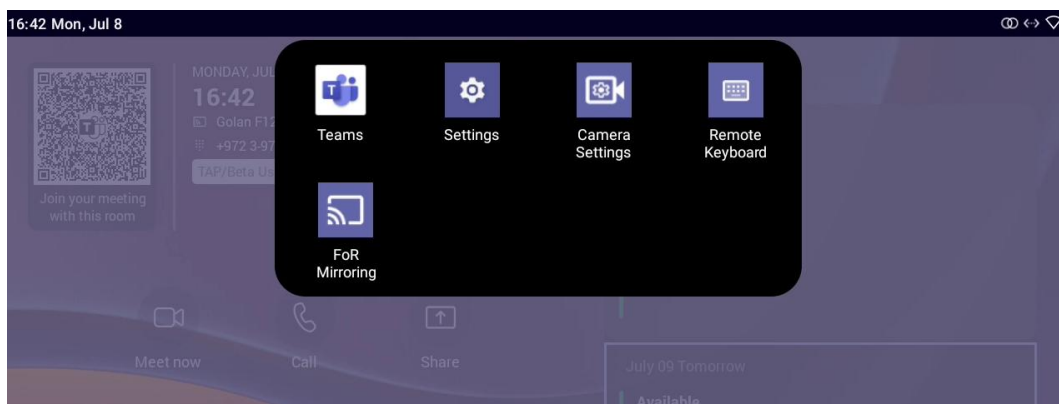 16:42 Mon, Jul 8
MONDAY, JUL
16:42
Golan F12
+972 3-97
TAP/Beta Us
Join your meeting
with this room
Teams
Settings
Camera
Settings
Remote
Keyboard
FoR
Mirroring
Meet now
Call
Share
July 09 Tomorrow
Available